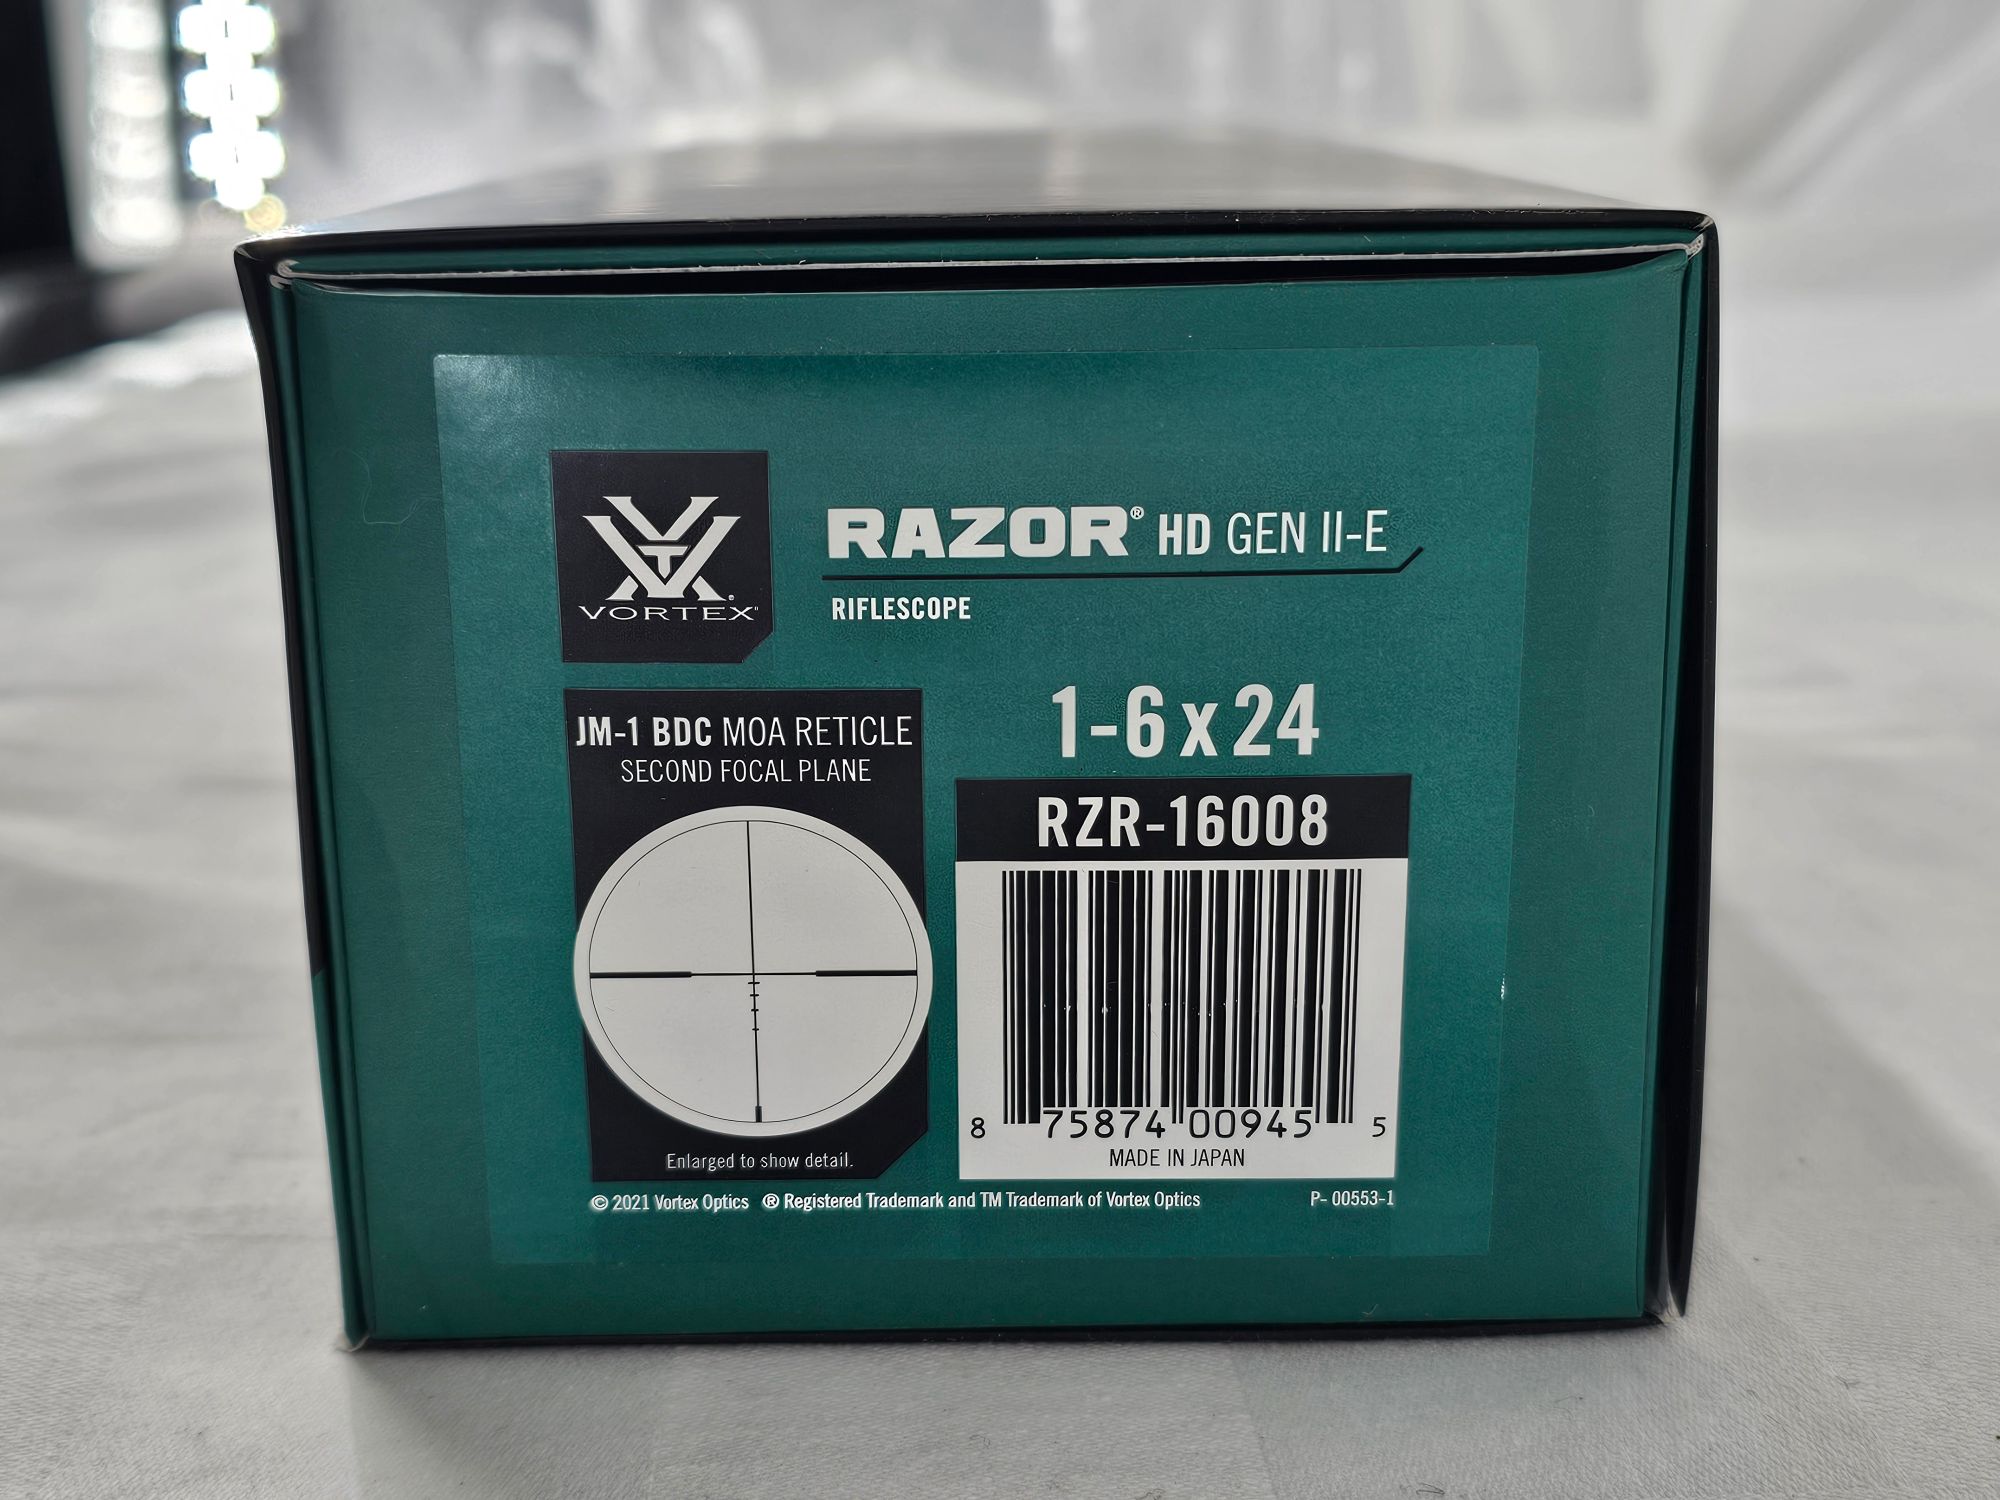 VORTEX®
RAZOR® HD GEN II-E
RIFLESCOPE
JM-1 BDC MOA RETICLE
SECOND FOCAL PLANE
Enlarged to show detail.
1-6x24
RZR-16008
8 75874 00945 5
MADE IN JAPAN
© 2021 Vortex Optics ® Registered Trademark and TM Trademark of Vortex Optics
P- 00553-1